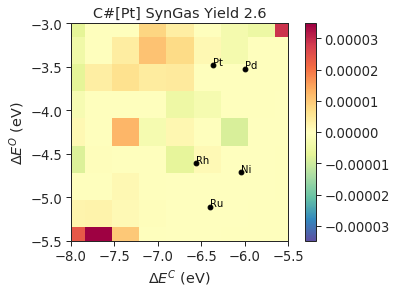 C#[Pt] SynGas Yield 2.6
−3.0
−3.5
−4.0
−4.5
−5.0
−5.5
ΔE^O (eV)
Pt
Pd
Rh
Ni
Ru
−8.0 −7.5 −7.0 −6.5 −6.0 −5.5
ΔE^C (eV)
0.00003
0.00002
0.00001
0.00000
−0.00001
−0.00002
−0.00003